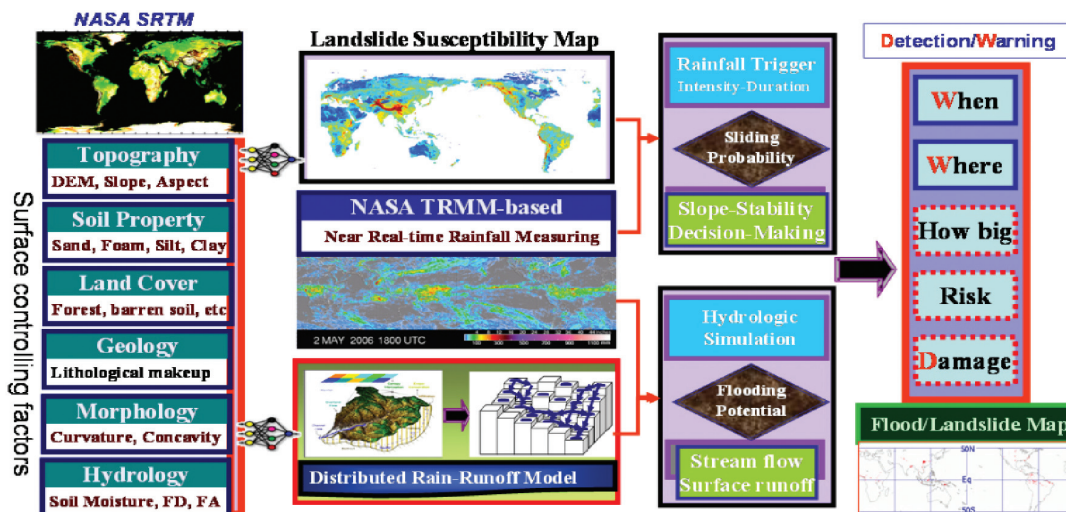 NASA SRTM
Surface controlling factors
Topography
DEM, Slope, Aspect
Soil Property
Sand, Foam, Silt, Clay
Land Cover
Forest, barren soil, etc
Geology
Lithological makeup
Morphology
Curvature, Concavity
Hydrology
Soil Moisture, FD, FA
Landslide Susceptibility Map
NASA TRMM-based
Near Real-time Rainfall Measuring
2 MAY 2006 1800 UTC
Distributed Rain-Runoff Model
Rainfall Trigger
Intensity-Duration
Sliding
Probability
Slope-Stability
Decision-Making
Hydrologic
Simulation
Flooding
Potential
Stream flow
Surface runoff
Detection/Warning
When
Where
How big
Risk
Damage
Flood/Landslide Map
50N
Eq
50S